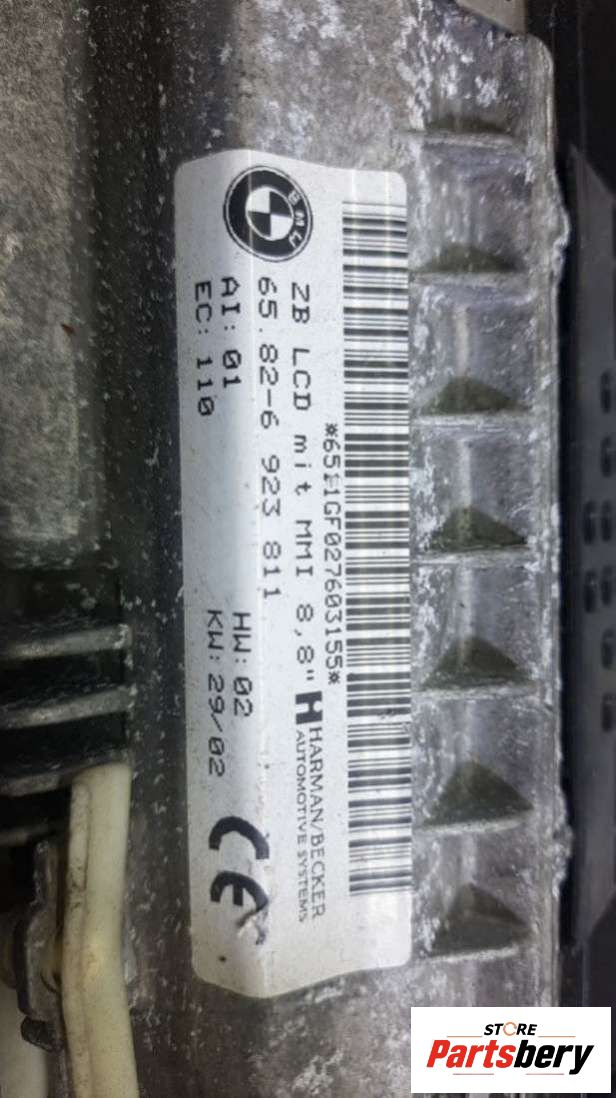 BMW
*6511GF027603155*
ZB LCD mit MMI 8,8"
65.82-6 923 811
AI: 01
HW: 02
EC: 110
KW: 29/02
HARMAN/BECKER
AUTOMOTIVE SYSTEMS
CE
STORE
Partsbery